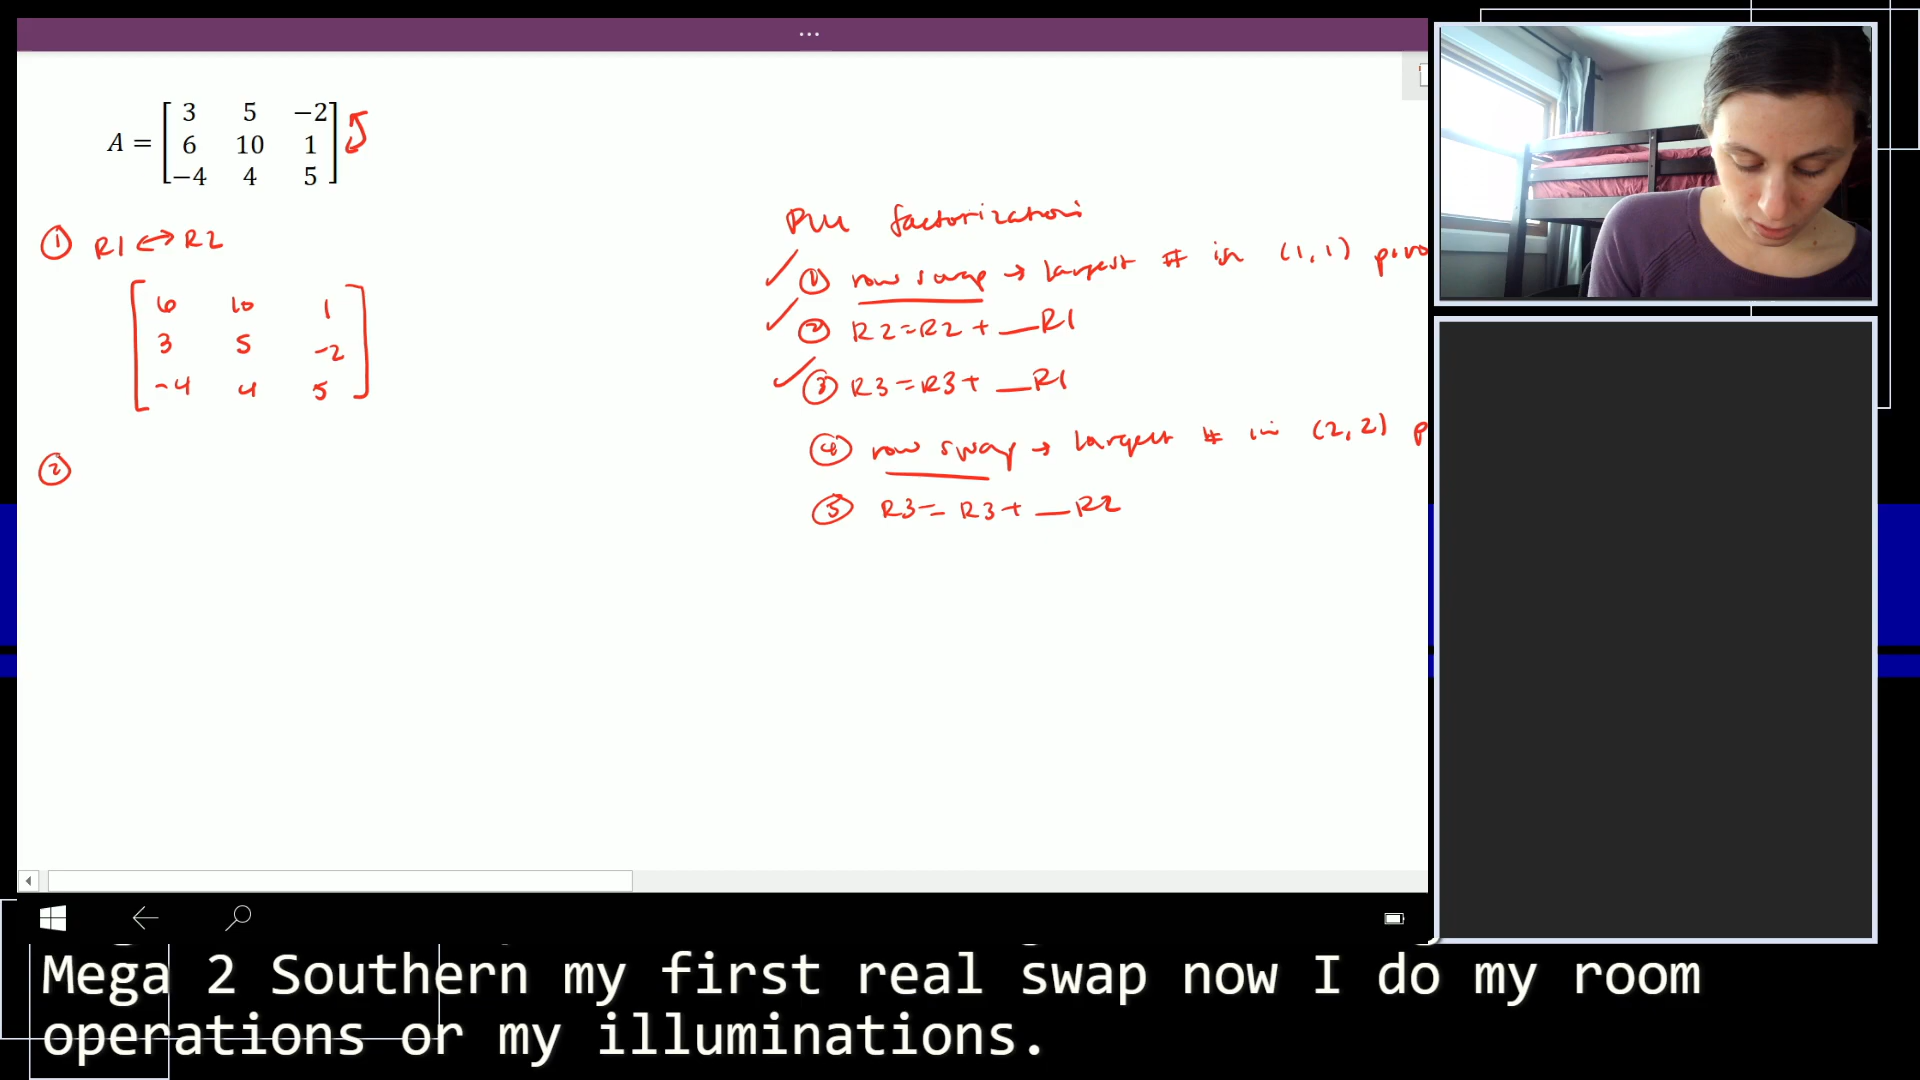 ...
A = [ 3 5 −2
6 10 1
−4 4 5 ]
① R1 ↔ R2
[ 6 10 1
3 5 -2
-4 4 5 ]
②
PLU factorization
✓ ① row swap → largest # in (1,1) pivo
✓ ② R2=R2 + __R1
✓ ③ R3=R3+ __R1
④ row swap → largest # in (2,2) p
⑤ R3= R3+ __R2
Mega 2 Southern my first real swap now I do my room
operations or my illuminations.